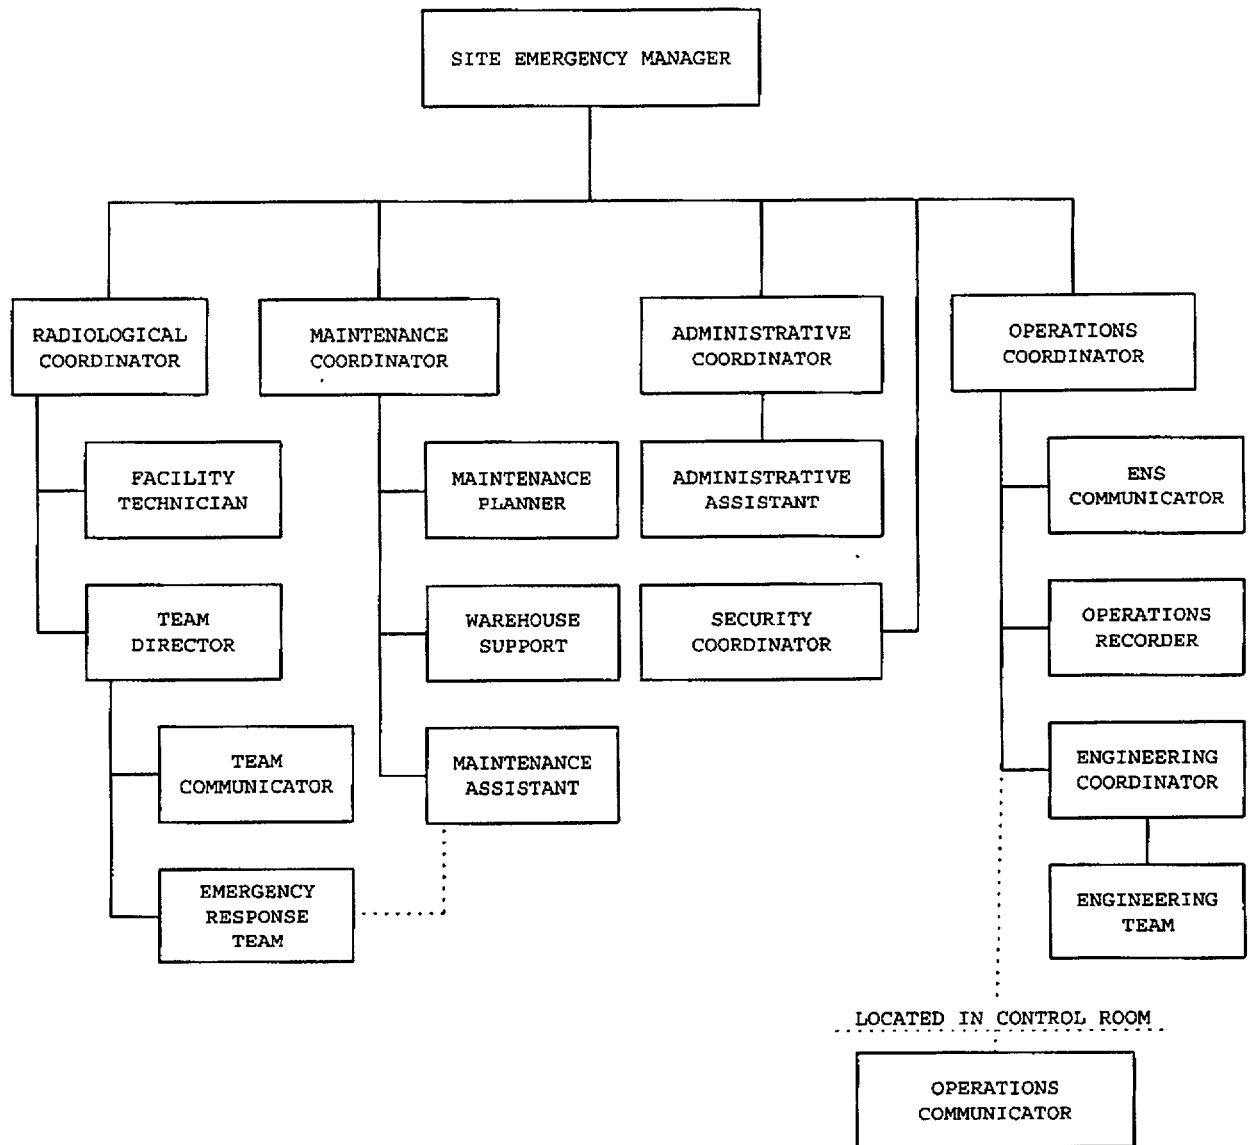 SITE EMERGENCY MANAGER
RADIOLOGICAL
COORDINATOR
MAINTENANCE
COORDINATOR
ADMINISTRATIVE
COORDINATOR
OPERATIONS
COORDINATOR
FACILITY
TECHNICIAN
MAINTENANCE
PLANNER
ADMINISTRATIVE
ASSISTANT
ENS
COMMUNICATOR
TEAM
DIRECTOR
WAREHOUSE
SUPPORT
SECURITY
COORDINATOR
OPERATIONS
RECORDER
TEAM
COMMUNICATOR
MAINTENANCE
ASSISTANT
ENGINEERING
COORDINATOR
EMERGENCY
RESPONSE
TEAM
ENGINEERING
TEAM
LOCATED IN CONTROL ROOM
OPERATIONS
COMMUNICATOR